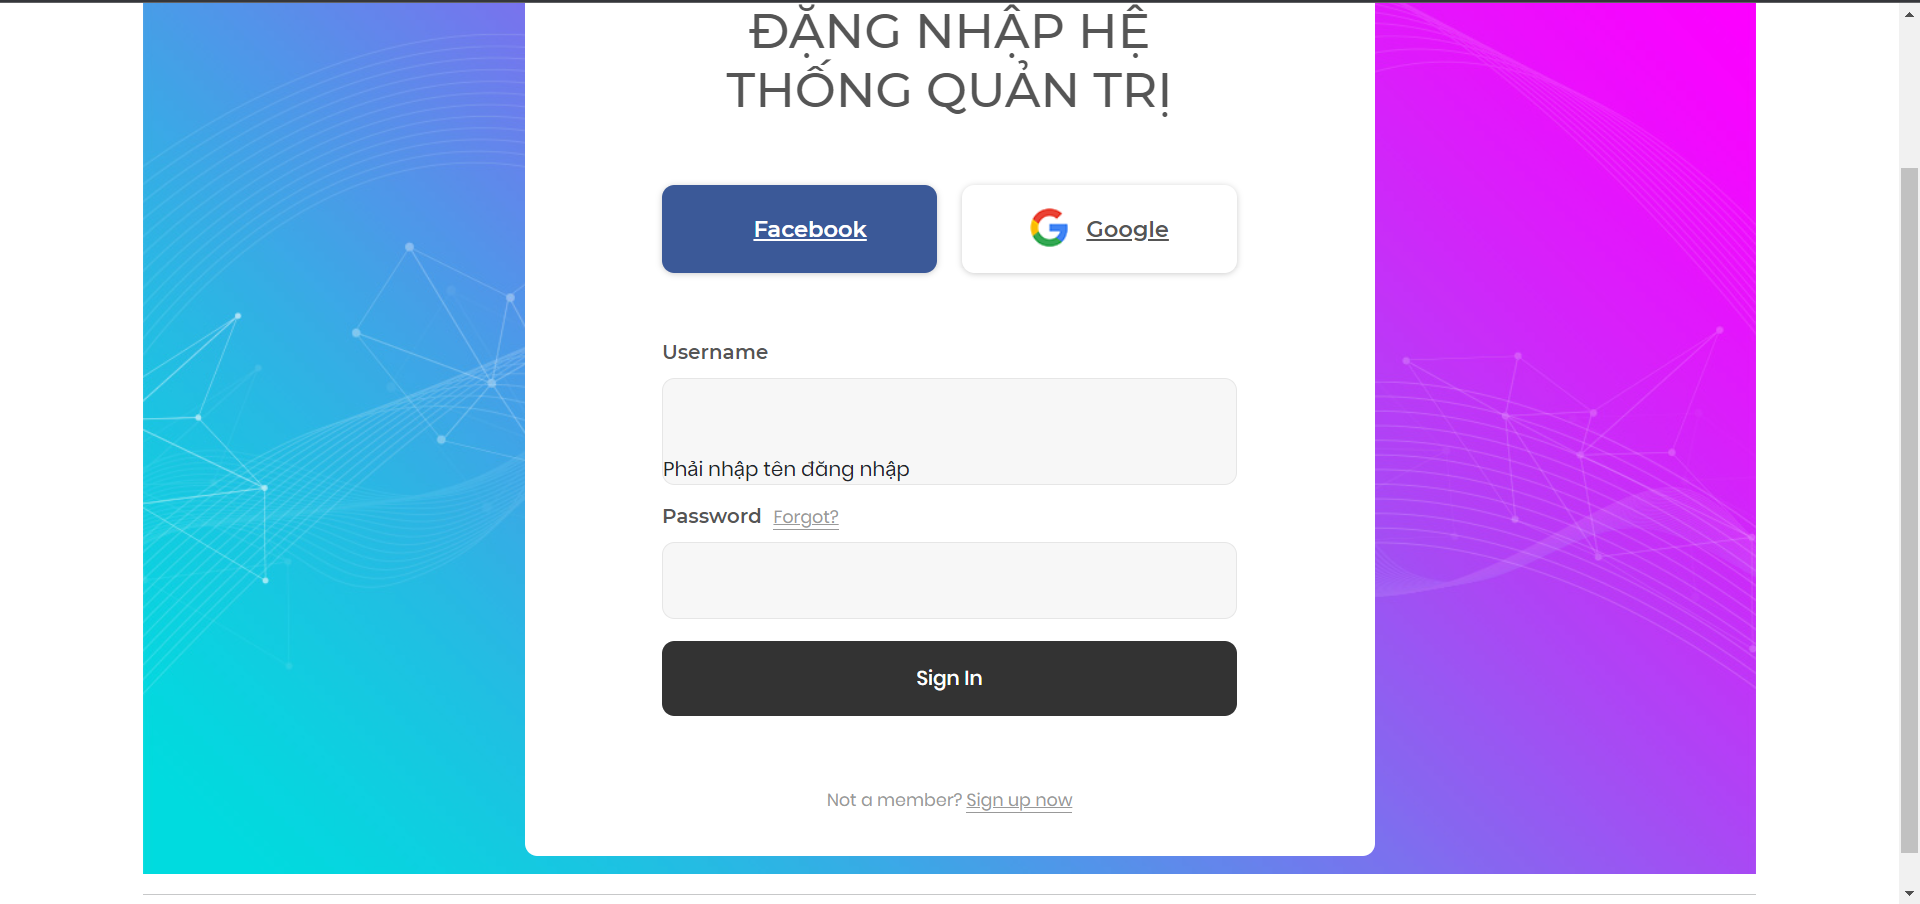 ĐĂNG NHẬP HỆ
THỐNG QUẢN TRỊ
Facebook
Google
Username
Phải nhập tên đăng nhập
Password Forgot?
Sign In
Not a member? Sign up now